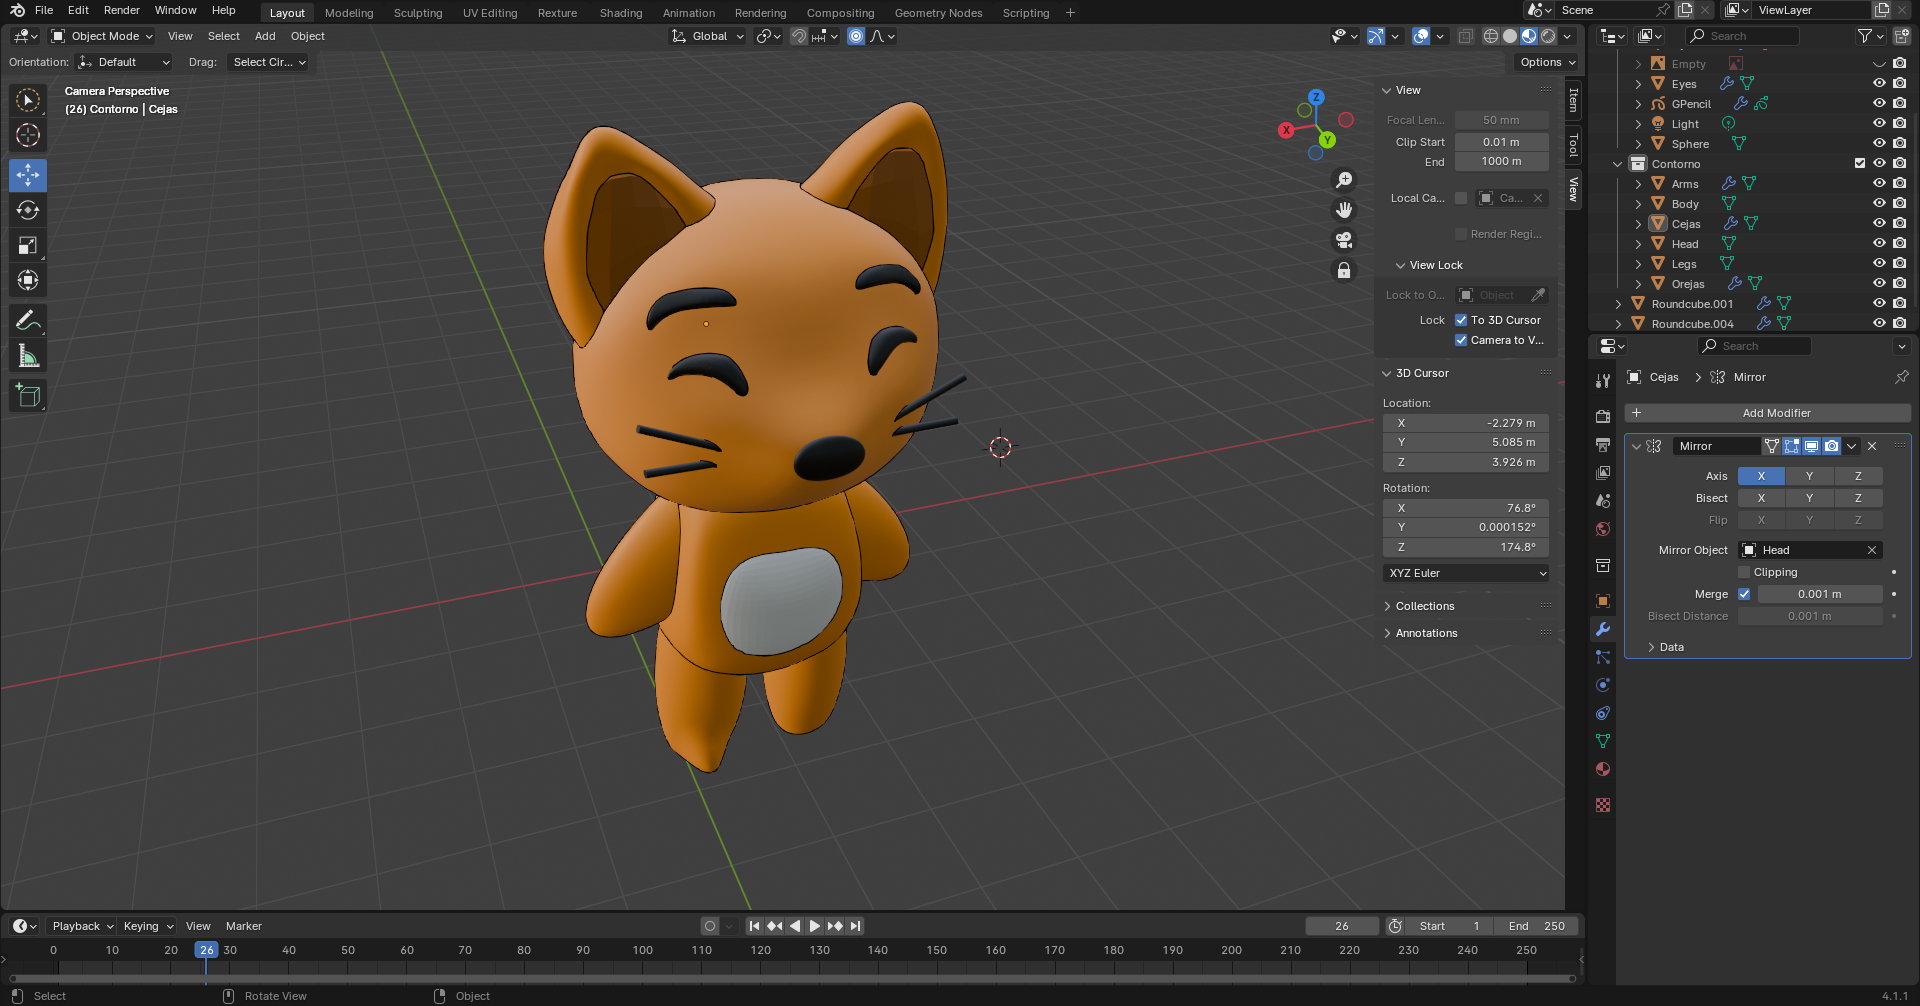 File Edit Render Window Help Layout Modeling Sculpting UV Editing Texture Shading Animation Rendering Compositing Geometry Nodes Scripting + Scene ViewLayer
Object Mode View Select Add Object Global Search
Orientation: Default Drag: Select Cir... Options
Camera Perspective
(26) Contorno | Cejas
X
Y
Z
View
Focal Len... 50 mm
Clip Start 0.01 m
End 1000 m
Local Ca... Ca...
Render Regi...
View Lock
Lock to O... Object
Lock To 3D Cursor
Camera to V...
3D Cursor
Location:
X -2.279 m
Y 5.085 m
Z 3.926 m
Rotation:
X 76.8°
Y 0.000152°
Z 174.8°
XYZ Euler
Collections
Annotations
Item
Tool
View
Empty
Eyes
GPencil
Light
Sphere
Contorno
Arms
Body
Cejas
Head
Legs
Orejas
Roundcube.001
Roundcube.004
Search
Cejas > Mirror
+ Add Modifier
Mirror
Axis X Y Z
Bisect X Y Z
Flip X Y Z
Mirror Object Head
Clipping
Merge 0.001 m
Bisect Distance 0.001 m
Data
Playback Keying View Marker 26 Start 1 End 250
0 10 20 26 30 40 50 60 70 80 90 100 110 120 130 140 150 160 170 180 190 200 210 220 230 240 250
Select Rotate View Object 4.1.1